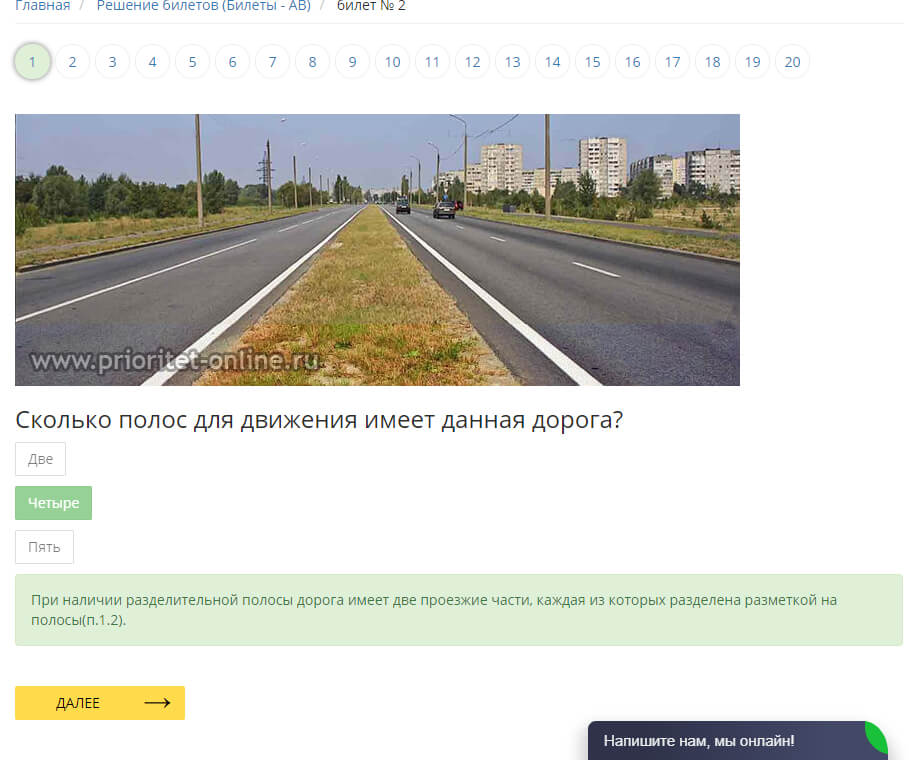 Главная / Решение билетов (Билеты - АВ) / билет № 2
1 2 3 4 5 6 7 8 9 10 11 12 13 14 15 16 17 18 19 20
www.prioritet-online.ru
Сколько полос для движения имеет данная дорога?
Две
Четыре
Пять
При наличии разделительной полосы дорога имеет две проезжие части, каждая из которых разделена разметкой на
полосы(п.1.2).
ДАЛЕЕ
Напишите нам, мы онлайн!